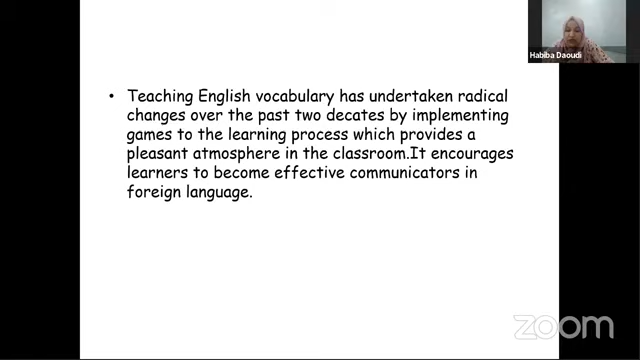 Habiba Daoudi
• Teaching English vocabulary has undertaken radical
changes over the past two decates by implementing
games to the learning process which provides a
pleasant atmosphere in the classroom.It encourages
learners to become effective communicators in
foreign language.
zoom